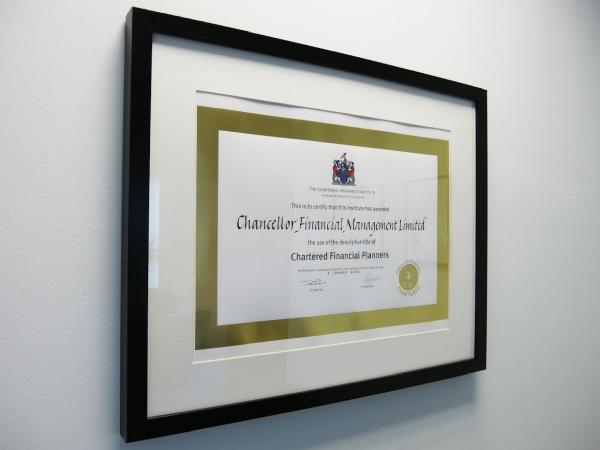 THE CHARTERED INSURANCE INSTITUTE
This is to certify that this Institute has awarded
Chancellor Financial Management Limited
the use of the descriptive title of
Chartered Financial Planners
CHARTERED